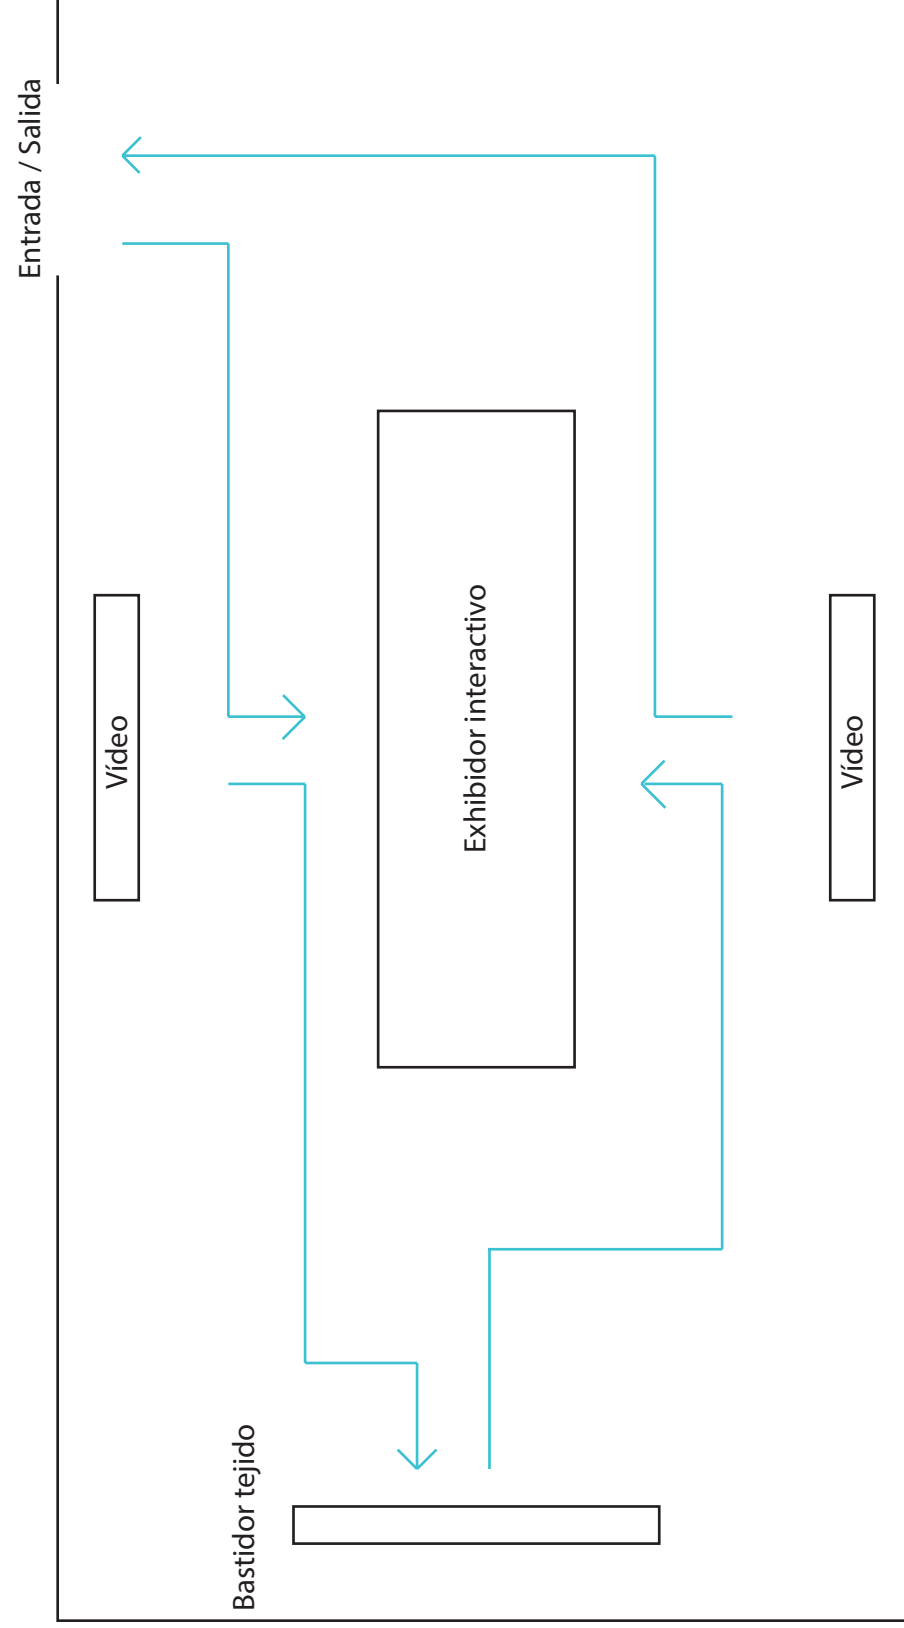 Entrada / Salida
Vídeo
Exhibidor interactivo
Vídeo
Bastidor tejido